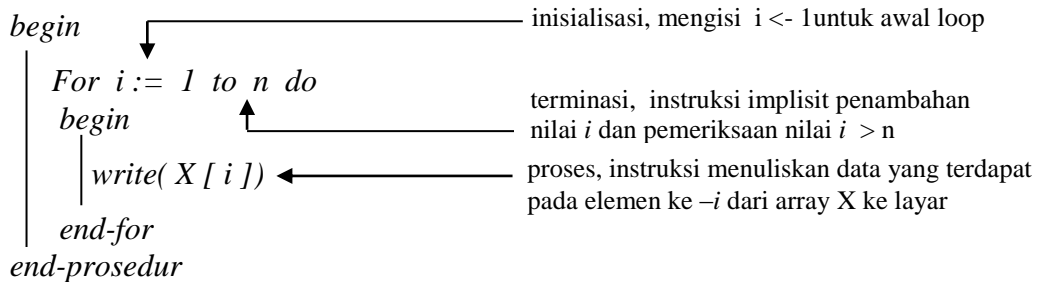 begin
inisialisasi, mengisi i <- 1untuk awal loop
For i := 1 to n do
begin
terminasi, instruksi implisit penambahan
nilai i dan pemeriksaan nilai i > n
write( X [ i ])
proses, instruksi menuliskan data yang terdapat
pada elemen ke –i dari array X ke layar
end-for
end-prosedur